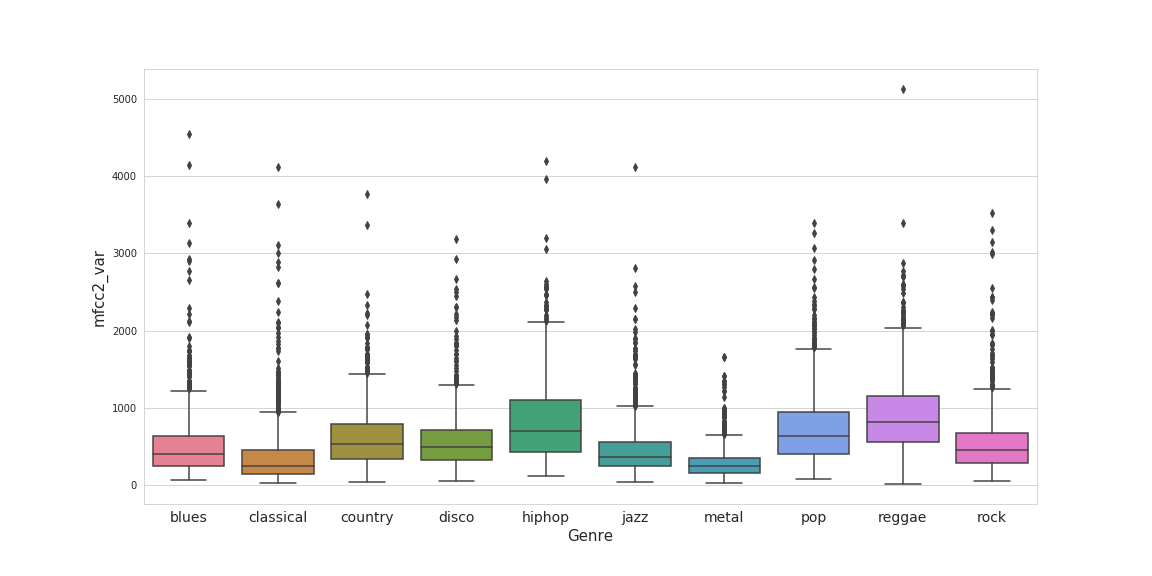 5000
4000
3000
2000
1000
0
mfcc2_var
blues classical country disco hiphop jazz metal pop reggae rock
Genre